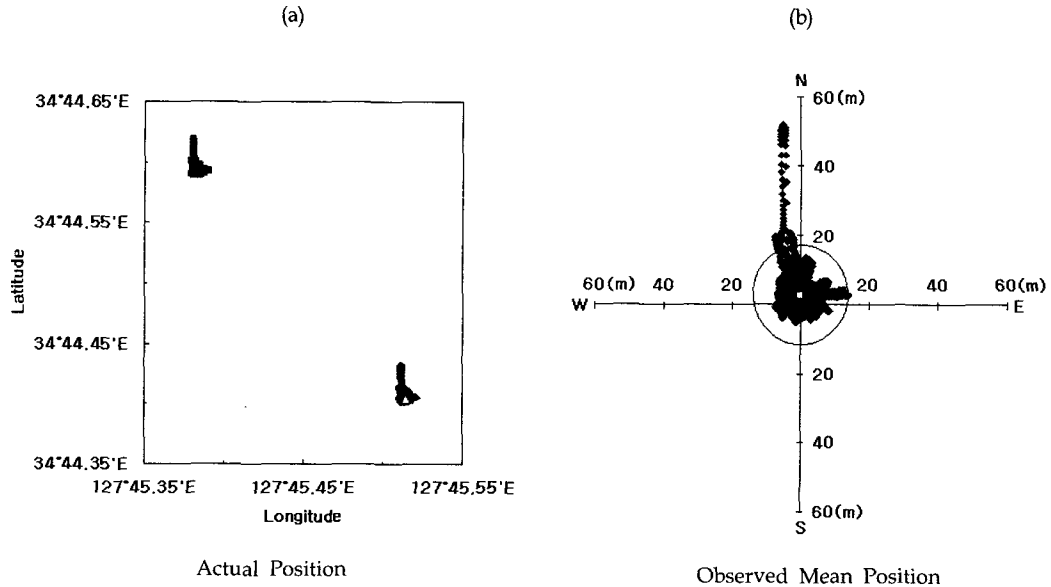 (a)
34°44.65'E
34°44.55'E
34°44.45'E
34°44.35'E
Latitude
127°45.35'E 127°45.45'E 127°45.55'E
Longitude
Actual Position
(b)
N
60(m)
40
20
60(m) 40 20 20 40 60(m)
W E
20
40
60(m)
S
Observed Mean Position